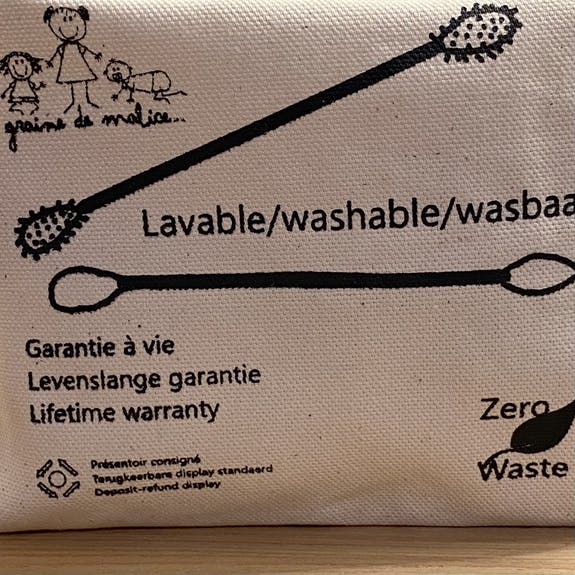 graine de malice...
Lavable/washable/wasbaa
Garantie à vie
Levenslange garantie
Lifetime warranty
Zero
Waste
Présentoir consigné
Terugkeerbare display standaard
Deposit-refund display